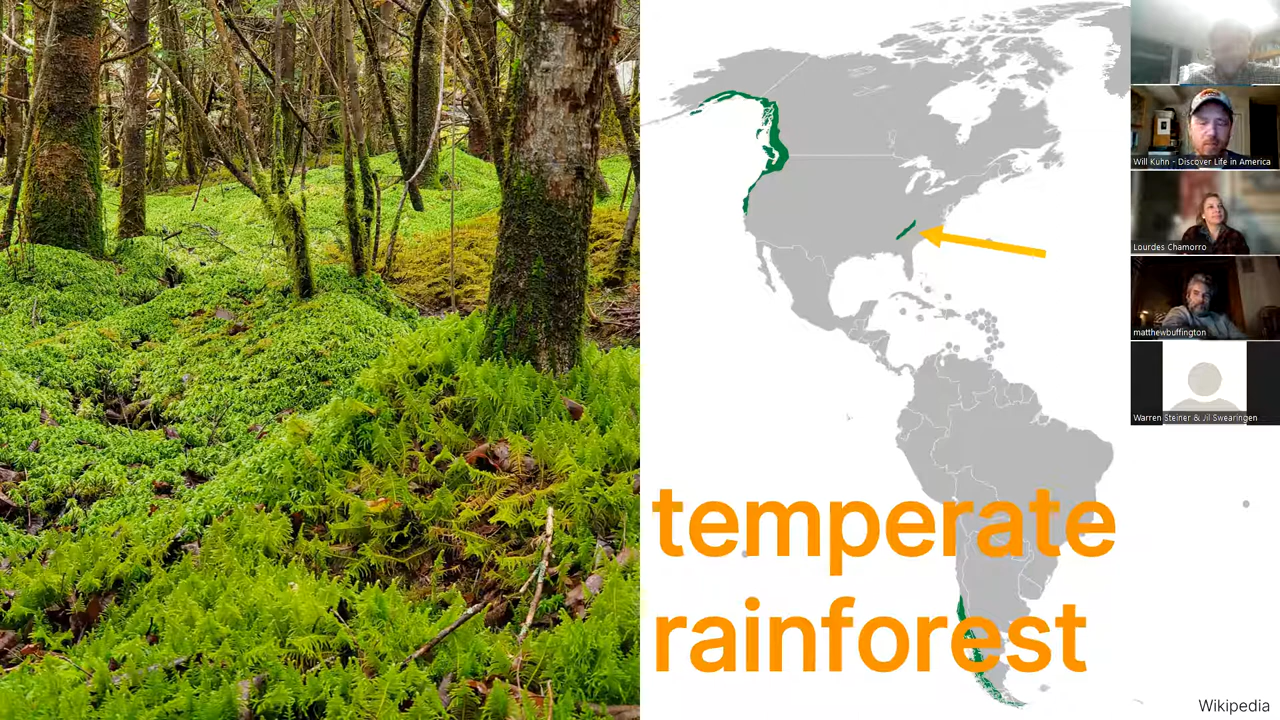 temperate
rainforest
Will Kuhn - Discover Life in America
Lourdes Chamorro
matthewbuffington
Warren Steiner & Jil Swearingen
Wikipedia